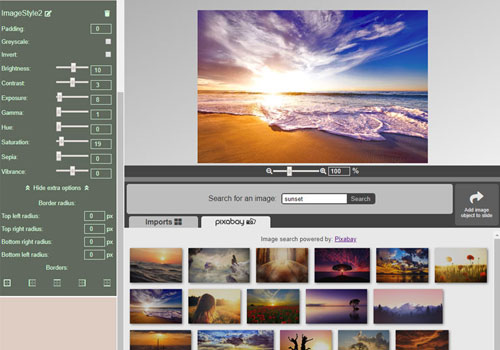 ImageStyle2
Padding: 0
Greyscale:
Invert:
Brightness: 10
Contrast: 3
Exposure: 8
Gamma: 1
Hue: 0
Saturation: 19
Sepia: 0
Vibrance: 0
Hide extra options
Border radius:
Top left radius: 0 px
Top right radius: 0 px
Bottom right radius: 0 px
Bottom left radius: 0 px
Borders:
100 %
Search for an image: sunset Search
Add image
object to slide
Imports pixabay
Image search powered by: Pixabay